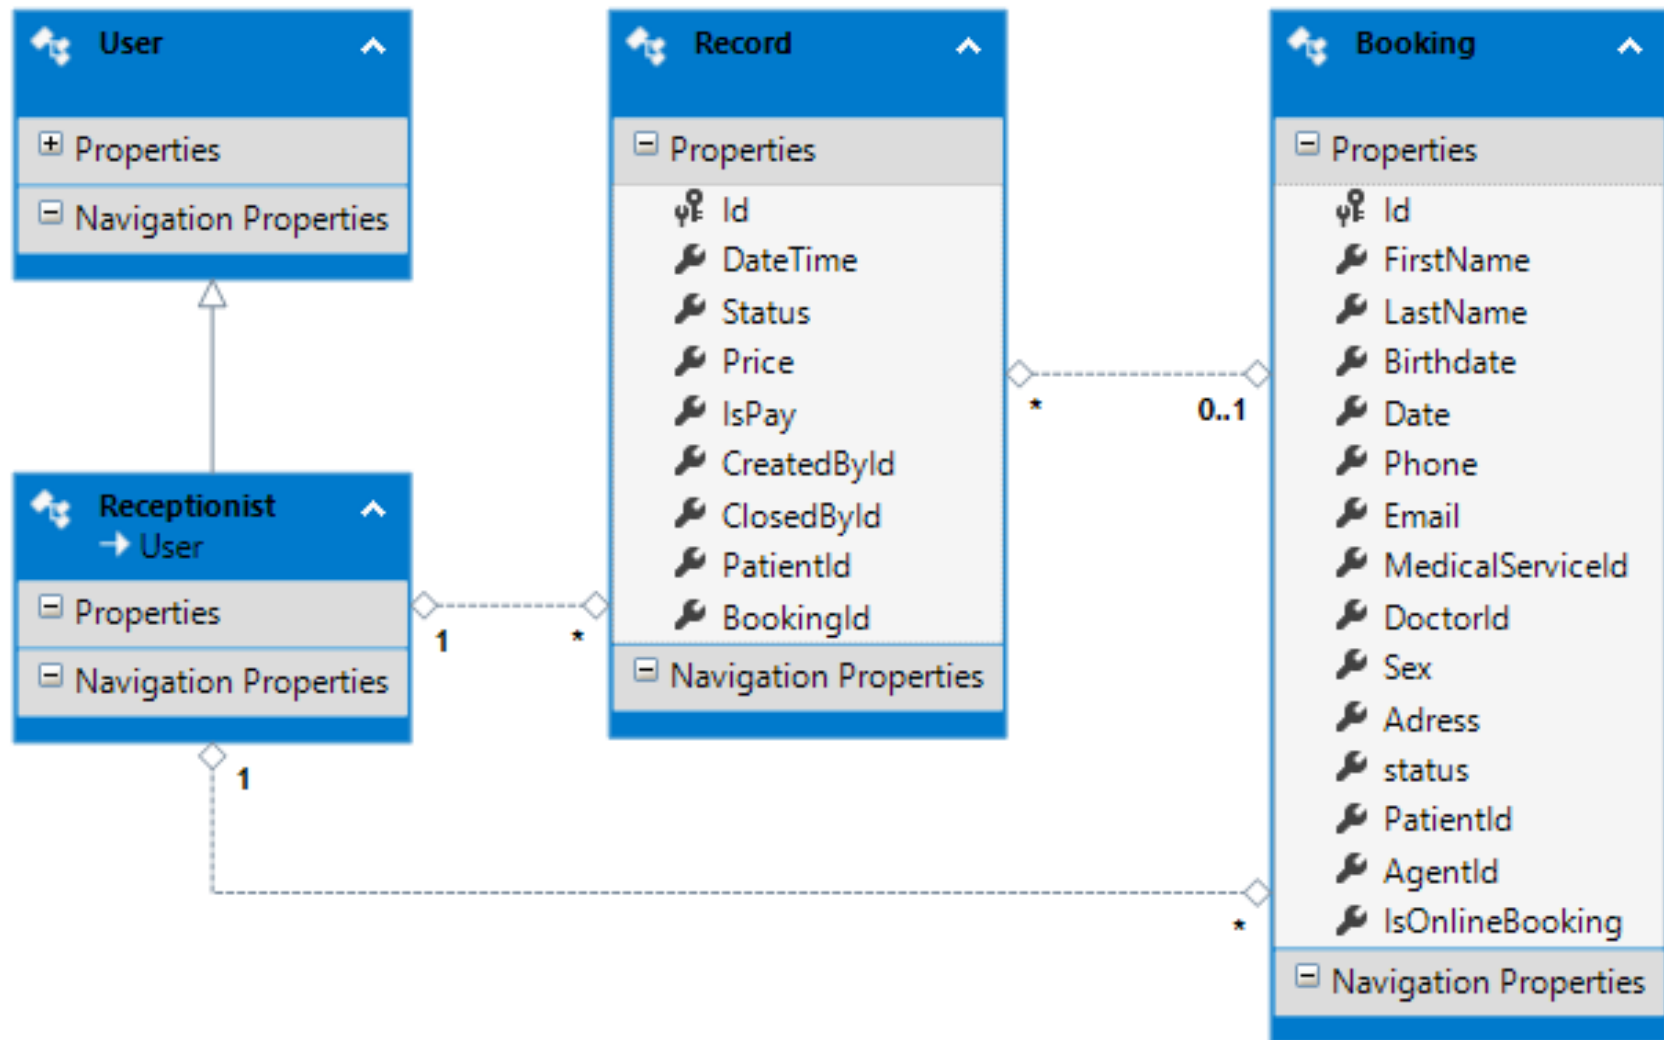 User
Properties
Navigation Properties
Receptionist
User
Properties
Navigation Properties
1
*
1
*
Record
Properties
Id
DateTime
Status
Price
IsPay
CreatedById
ClosedById
PatientId
BookingId
Navigation Properties
*
0..1
Booking
Properties
Id
FirstName
LastName
Birthdate
Date
Phone
Email
MedicalServiceId
DoctorId
Sex
Adress
status
PatientId
AgentId
IsOnlineBooking
Navigation Properties